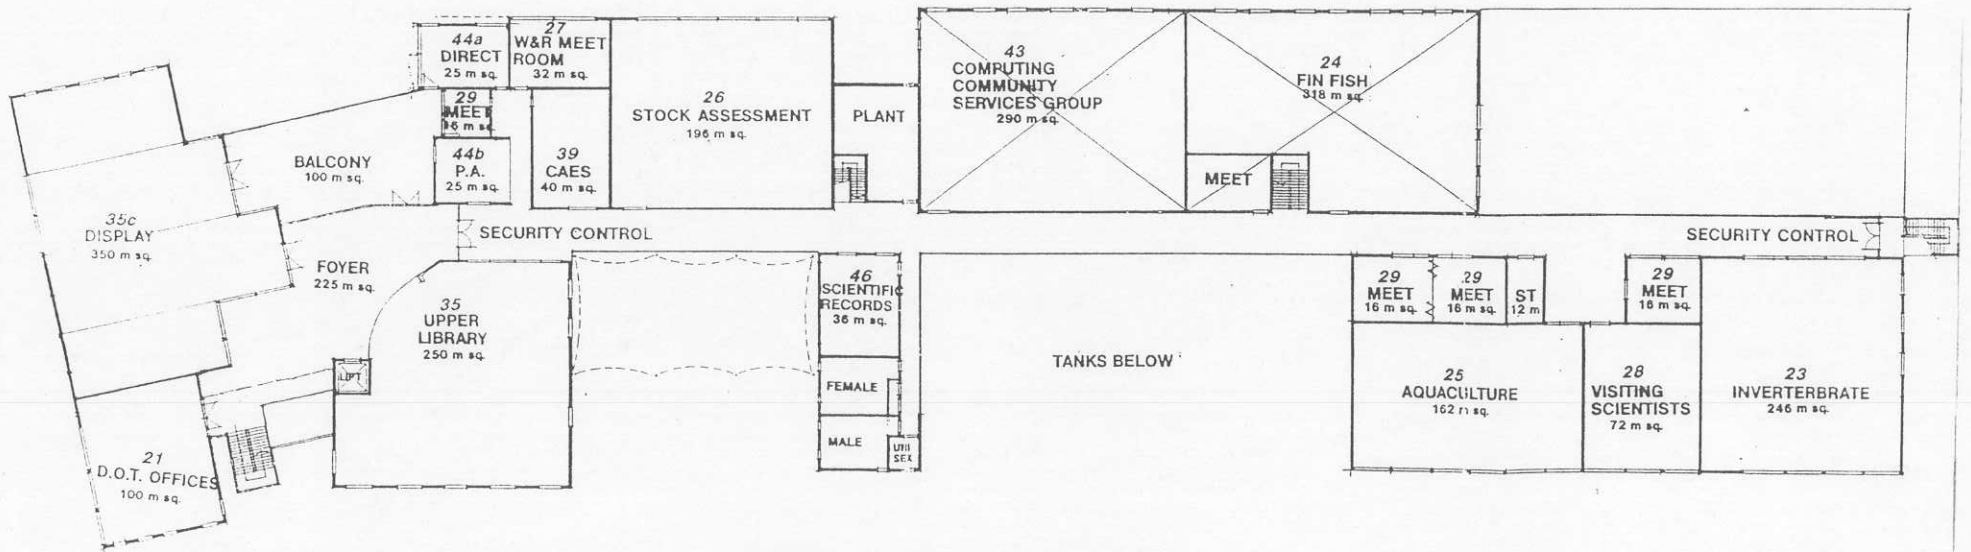 44a
DIRECT
25 m sq.
27
W&R MEET
ROOM
32 m sq.
29
MEET
16 m sq.
44b
P.A.
25 m sq.
39
CAES
40 m sq.
26
STOCK ASSESSMENT
196 m sq.
PLANT
43
COMPUTING
COMMUNITY
SERVICES GROUP
290 m sq.
24
FIN FISH
318 m sq.
MEET
BALCONY
100 m sq.
35c
DISPLAY
350 m sq.
FOYER
225 m sq.
SECURITY CONTROL
SECURITY CONTROL
35
UPPER
LIBRARY
250 m sq.
LIFT
21
D.O.T. OFFICES
100 m sq.
46
SCIENTIFIC
RECORDS
36 m sq.
FEMALE
MALE
UNI
SEX
TANKS BELOW
29
MEET
16 m sq.
29
MEET
16 m sq.
ST
12 m
29
MEET
16 m sq.
25
AQUACULTURE
162 m sq.
28
VISITING
SCIENTISTS
72 m sq.
23
INVERTERBRATE
246 m sq.